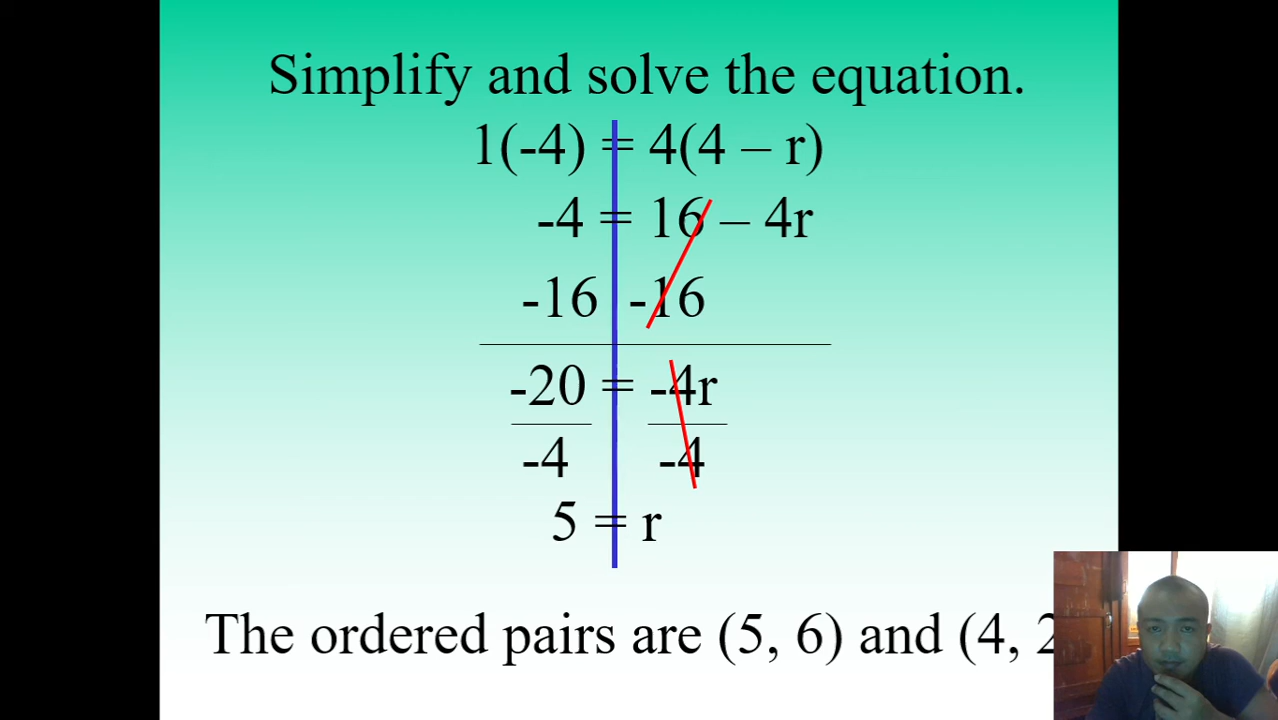 Simplify and solve the equation.
1(-4) = 4(4 – r)
-4 = 16 – 4r
-16 -16
-20 = -4r
-4 -4
5 = r
The ordered pairs are (5, 6) and (4, 2